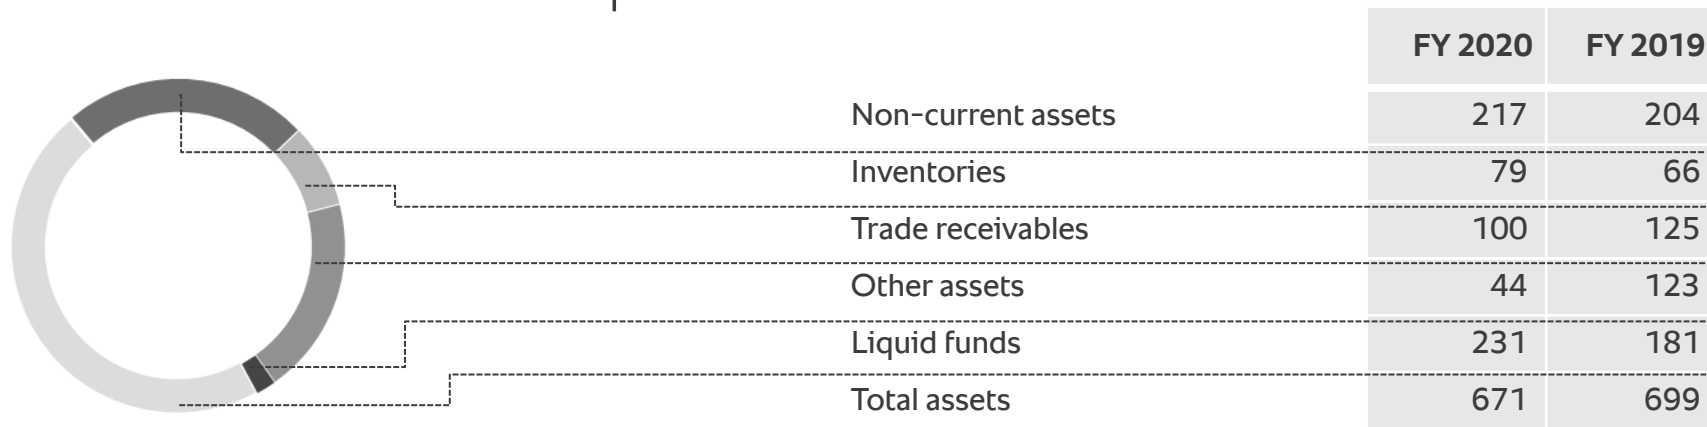 FY 2020 FY 2019
Non-current assets 217 204
Inventories 79 66
Trade receivables 100 125
Other assets 44 123
Liquid funds 231 181
Total assets 671 699